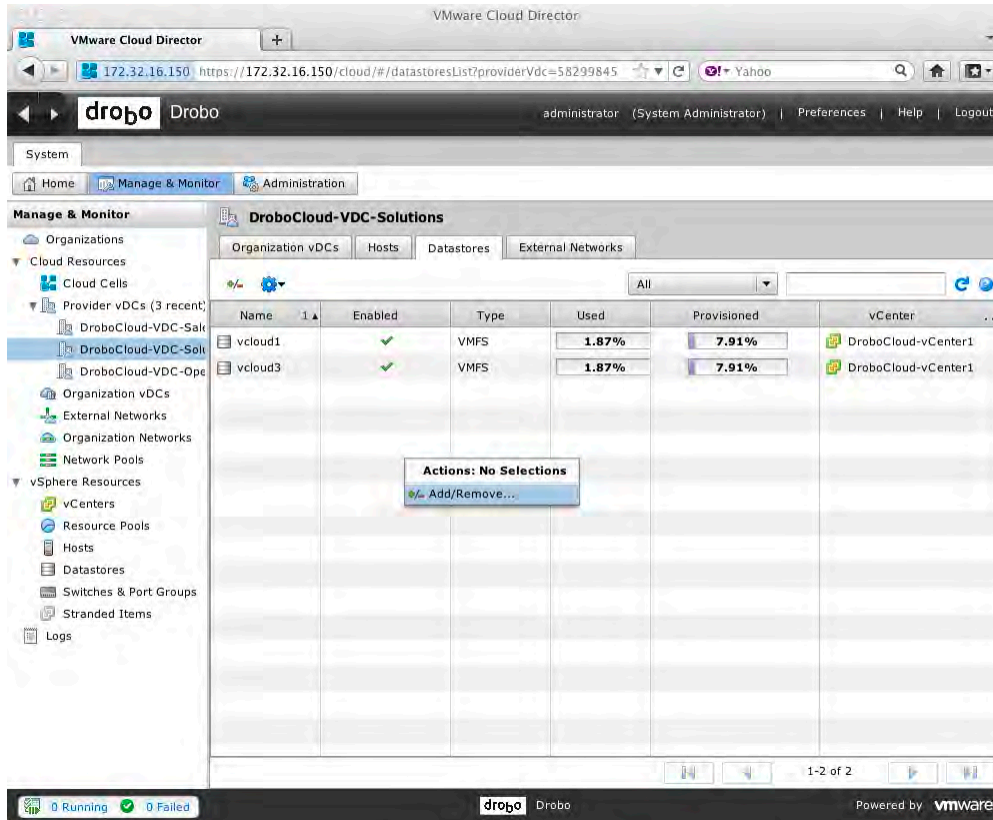 VMware Cloud Director
VMware Cloud Director +
172.32.16.150 https://172.32.16.150/cloud/#/datastoresList?providerVdc=58299845 Yahoo
drobo Drobo administrator (System Administrator) | Preferences | Help | Logout
System
Home Manage & Monitor Administration
Manage & Monitor
Organizations
Cloud Resources
Cloud Cells
Provider vDCs (3 recent)
DroboCloud-VDC-Sale
DroboCloud-VDC-Solu
DroboCloud-VDC-Ope
Organization vDCs
External Networks
Organization Networks
Network Pools
vSphere Resources
vCenters
Resource Pools
Hosts
Datastores
Switches & Port Groups
Stranded Items
Logs
DroboCloud-VDC-Solutions
Organization vDCs Hosts Datastores External Networks
All
Name 1 Enabled Type Used Provisioned vCenter ..
vcloud1 VMFS 1.87% 7.91% DroboCloud-vCenter1
vcloud3 VMFS 1.87% 7.91% DroboCloud-vCenter1
Actions: No Selections
Add/Remove...
1-2 of 2
0 Running 0 Failed drobo Drobo Powered by vmware